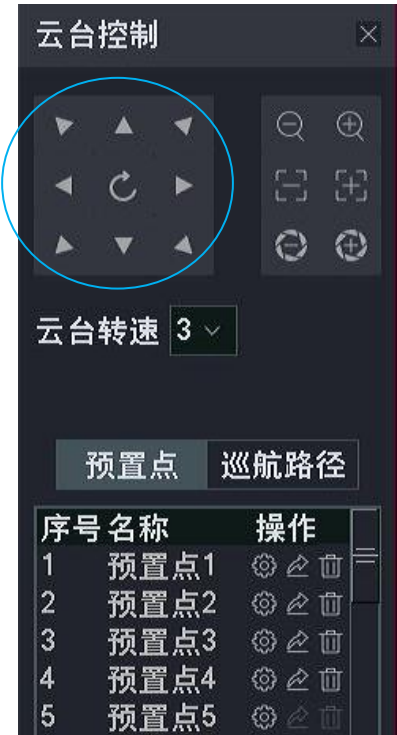 云台控制
云台转速 3
预置点 巡航路径
序号 名称 操作
1 预置点1
2 预置点2
3 预置点3
4 预置点4
5 预置点5